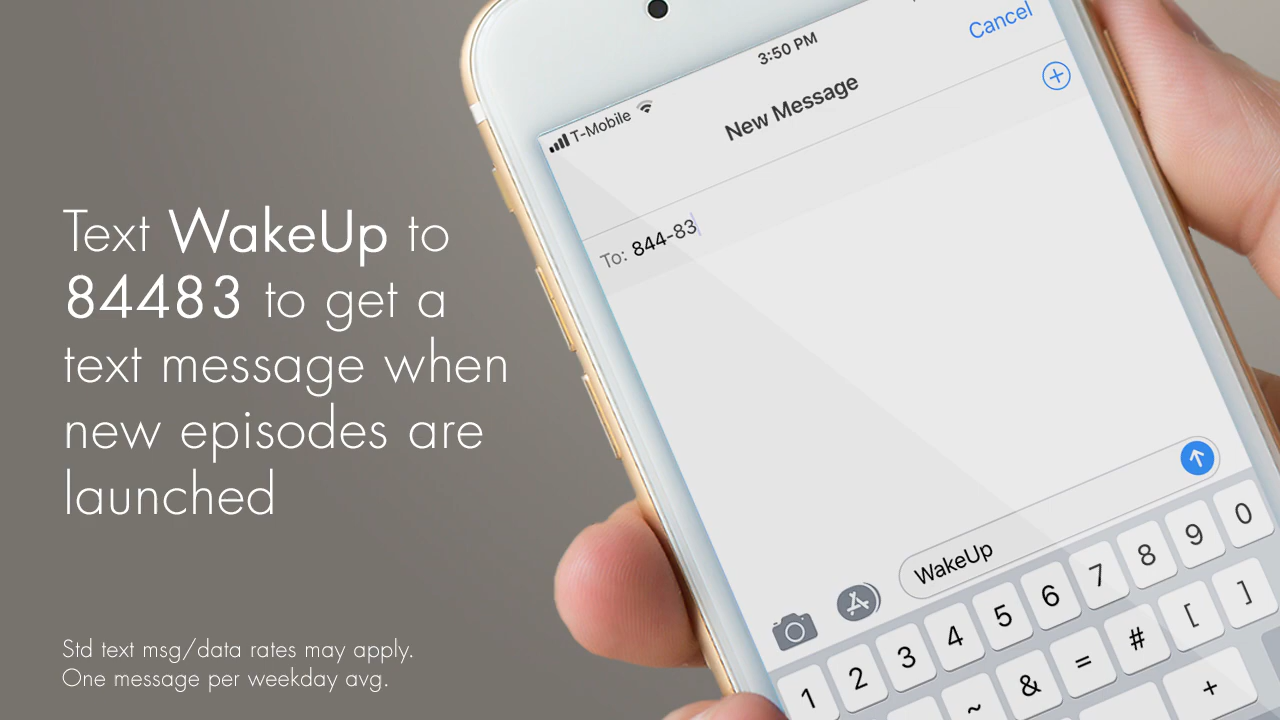 Text WakeUp to
84483 to get a
text message when
new episodes are
launched
Std text msg/data rates may apply.
One message per weekday avg.
T-Mobile 3:50 PM
New Message Cancel
To: 844-83
WakeUp
1 2 3 4 5 6 7 8 9 0
~ & = # [ ]
+